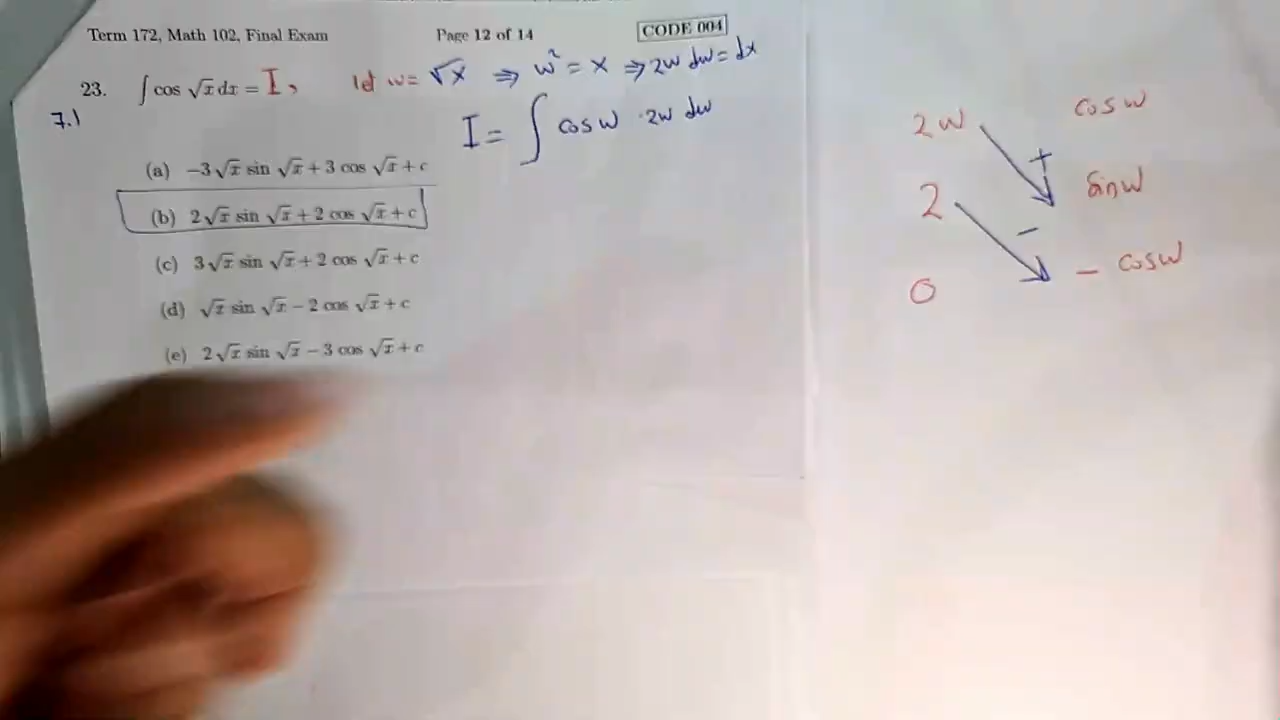 Term 172, Math 102, Final Exam Page 12 of 14 CODE 004
23. ∫ cos √x dx = I, let w = √x ⇒ w² = x ⇒ 2w dw = dx
7.1
I = ∫ cos w · 2w dw
(a) −3√x sin √x + 3 cos √x + c
(b) 2√x sin √x + 2 cos √x + c
(c) 3√x sin √x + 2 cos √x + c
(d) √x sin √x − 2 cos √x + c
(e) 2√x sin √x − 3 cos √x + c
2w cos w
+
2 sin w
−
0 − cos w